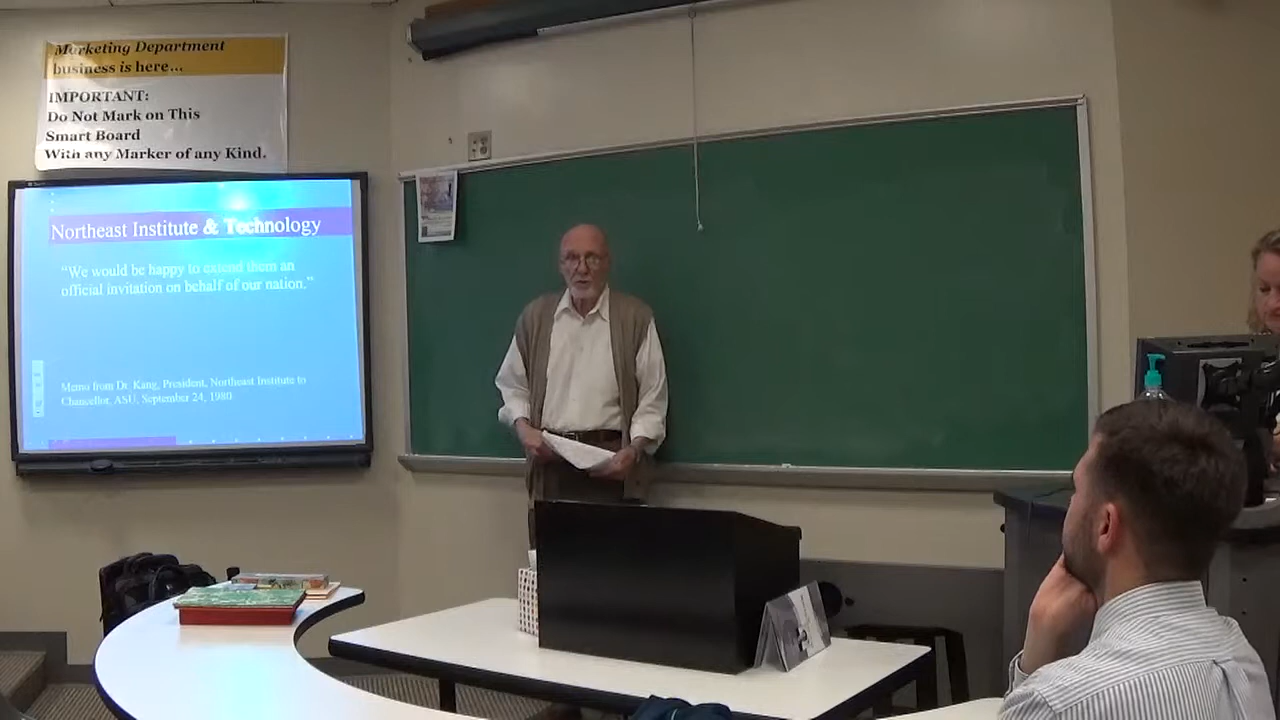 Marketing Department
business is here...
IMPORTANT:
Do Not Mark on This
Smart Board
With any Marker of any Kind.
Northeast Institute & Technology
“We would be happy to extend them an
official invitation on behalf of our nation.”
Memo from Dr. Kang, President, Northeast Institute to
Chancellor, ASU, September 24, 1980